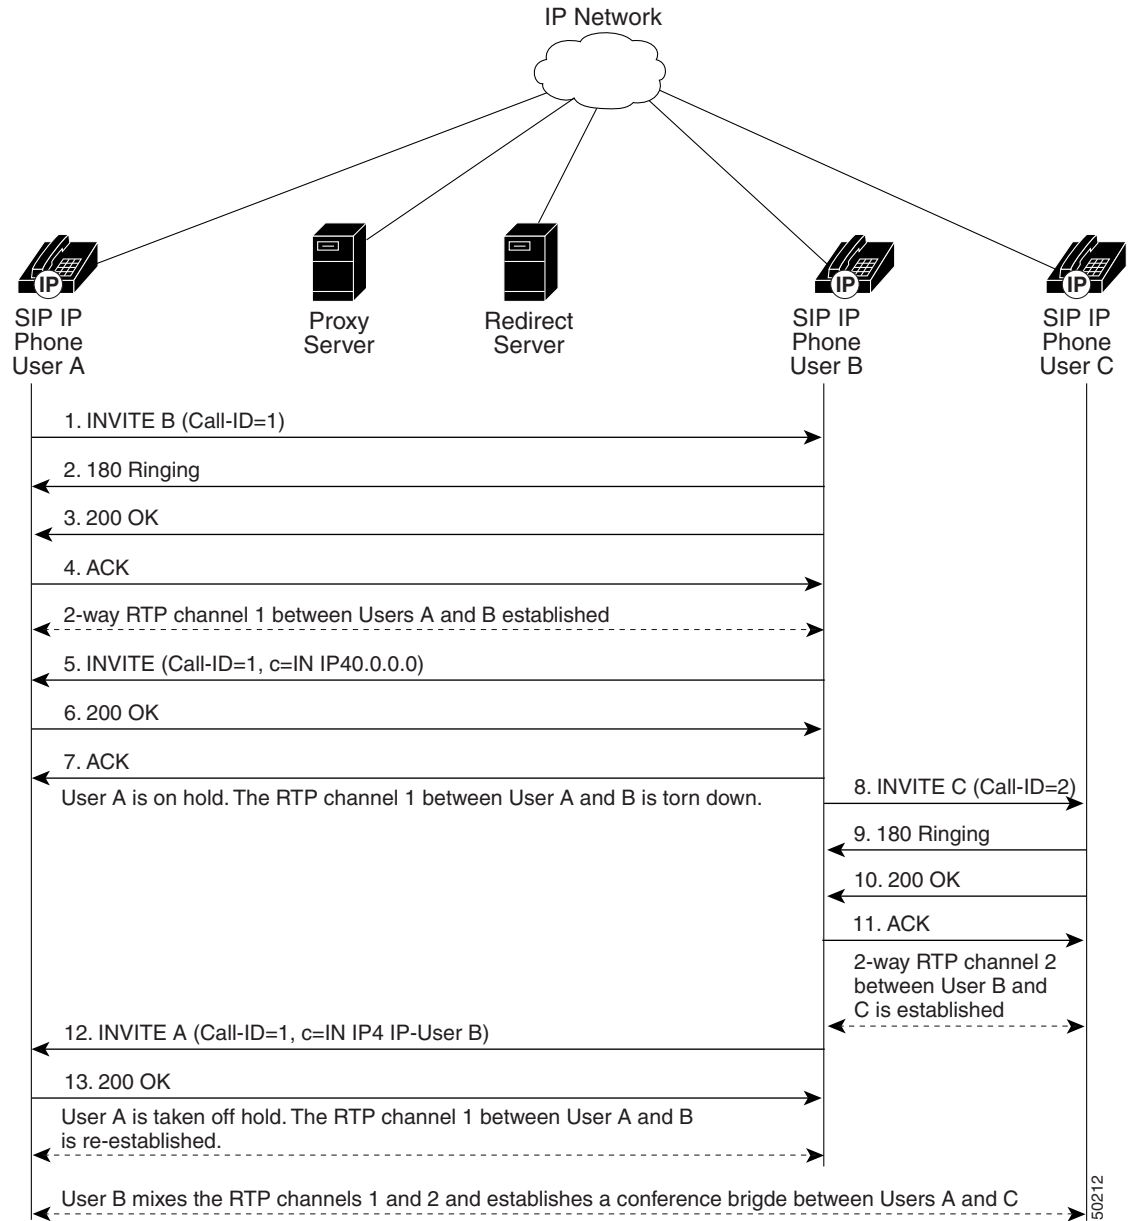 IP Network
IP
IP
IP
SIP IP
Phone
User A
Proxy
Server
Redirect
Server
SIP IP
Phone
User B
SIP IP
Phone
User C
1. INVITE B (Call-ID=1)
2. 180 Ringing
3. 200 OK
4. ACK
2-way RTP channel 1 between Users A and B established
5. INVITE (Call-ID=1, c=IN IP40.0.0.0)
6. 200 OK
7. ACK
User A is on hold. The RTP channel 1 between User A and B is torn down.
8. INVITE C (Call-ID=2)
9. 180 Ringing
10. 200 OK
11. ACK
2-way RTP channel 2
between User B and
C is established
12. INVITE A (Call-ID=1, c=IN IP4 IP-User B)
13. 200 OK
User A is taken off hold. The RTP channel 1 between User A and B
is re-established.
User B mixes the RTP channels 1 and 2 and establishes a conference brigde between Users A and C
50212